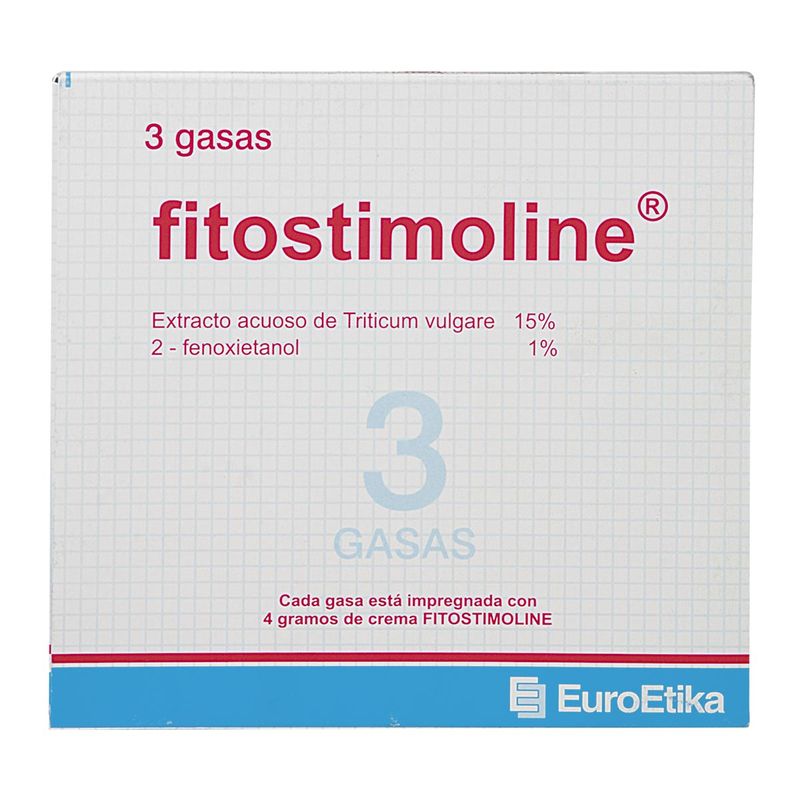 3 gasas
fitostimoline®
Extracto acuoso de Triticum vulgare 15%
2 - fenoxietanol 1%
3
GASAS
Cada gasa está impregnada con
4 gramos de crema FITOSTIMOLINE
EuroEtika